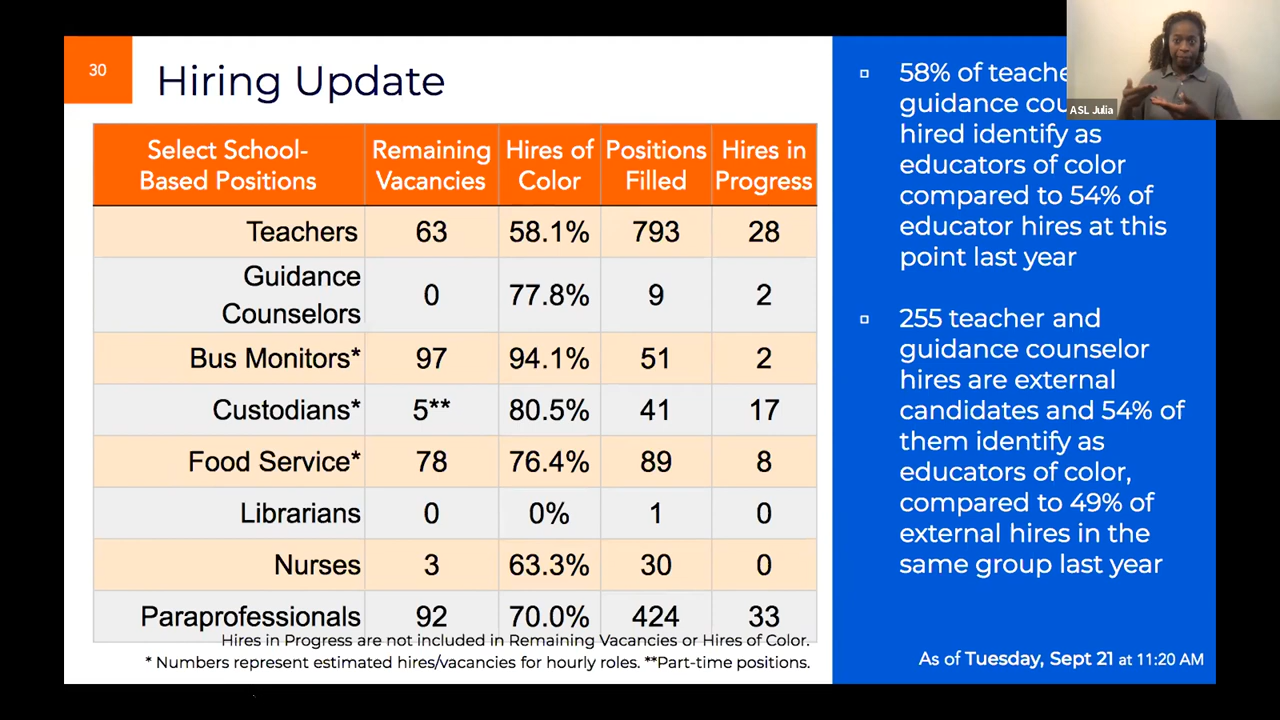 30
Hiring Update
Select School-
Based Positions
Remaining
Vacancies
Hires of
Color
Positions
Filled
Hires in
Progress
Teachers 63 58.1% 793 28
Guidance
Counselors 0 77.8% 9 2
Bus Monitors* 97 94.1% 51 2
Custodians* 5** 80.5% 41 17
Food Service* 78 76.4% 89 8
Librarians 0 0% 1 0
Nurses 3 63.3% 30 0
Paraprofessionals 92 70.0% 424 33
Hires in Progress are not included in Remaining Vacancies or Hires of Color.
* Numbers represent estimated hires/vacancies for hourly roles. **Part-time positions.
58% of
guidance
hired identify as
educators of color
compared to 54% of
educator hires at this
point last year
255 teacher and
guidance counselor
hires are external
candidates and 54% of
them identify as
educators of color,
compared to 49% of
external hires in the
same group last year
As of Tuesday, Sept 21 at 11:20 AM
ASL Julia